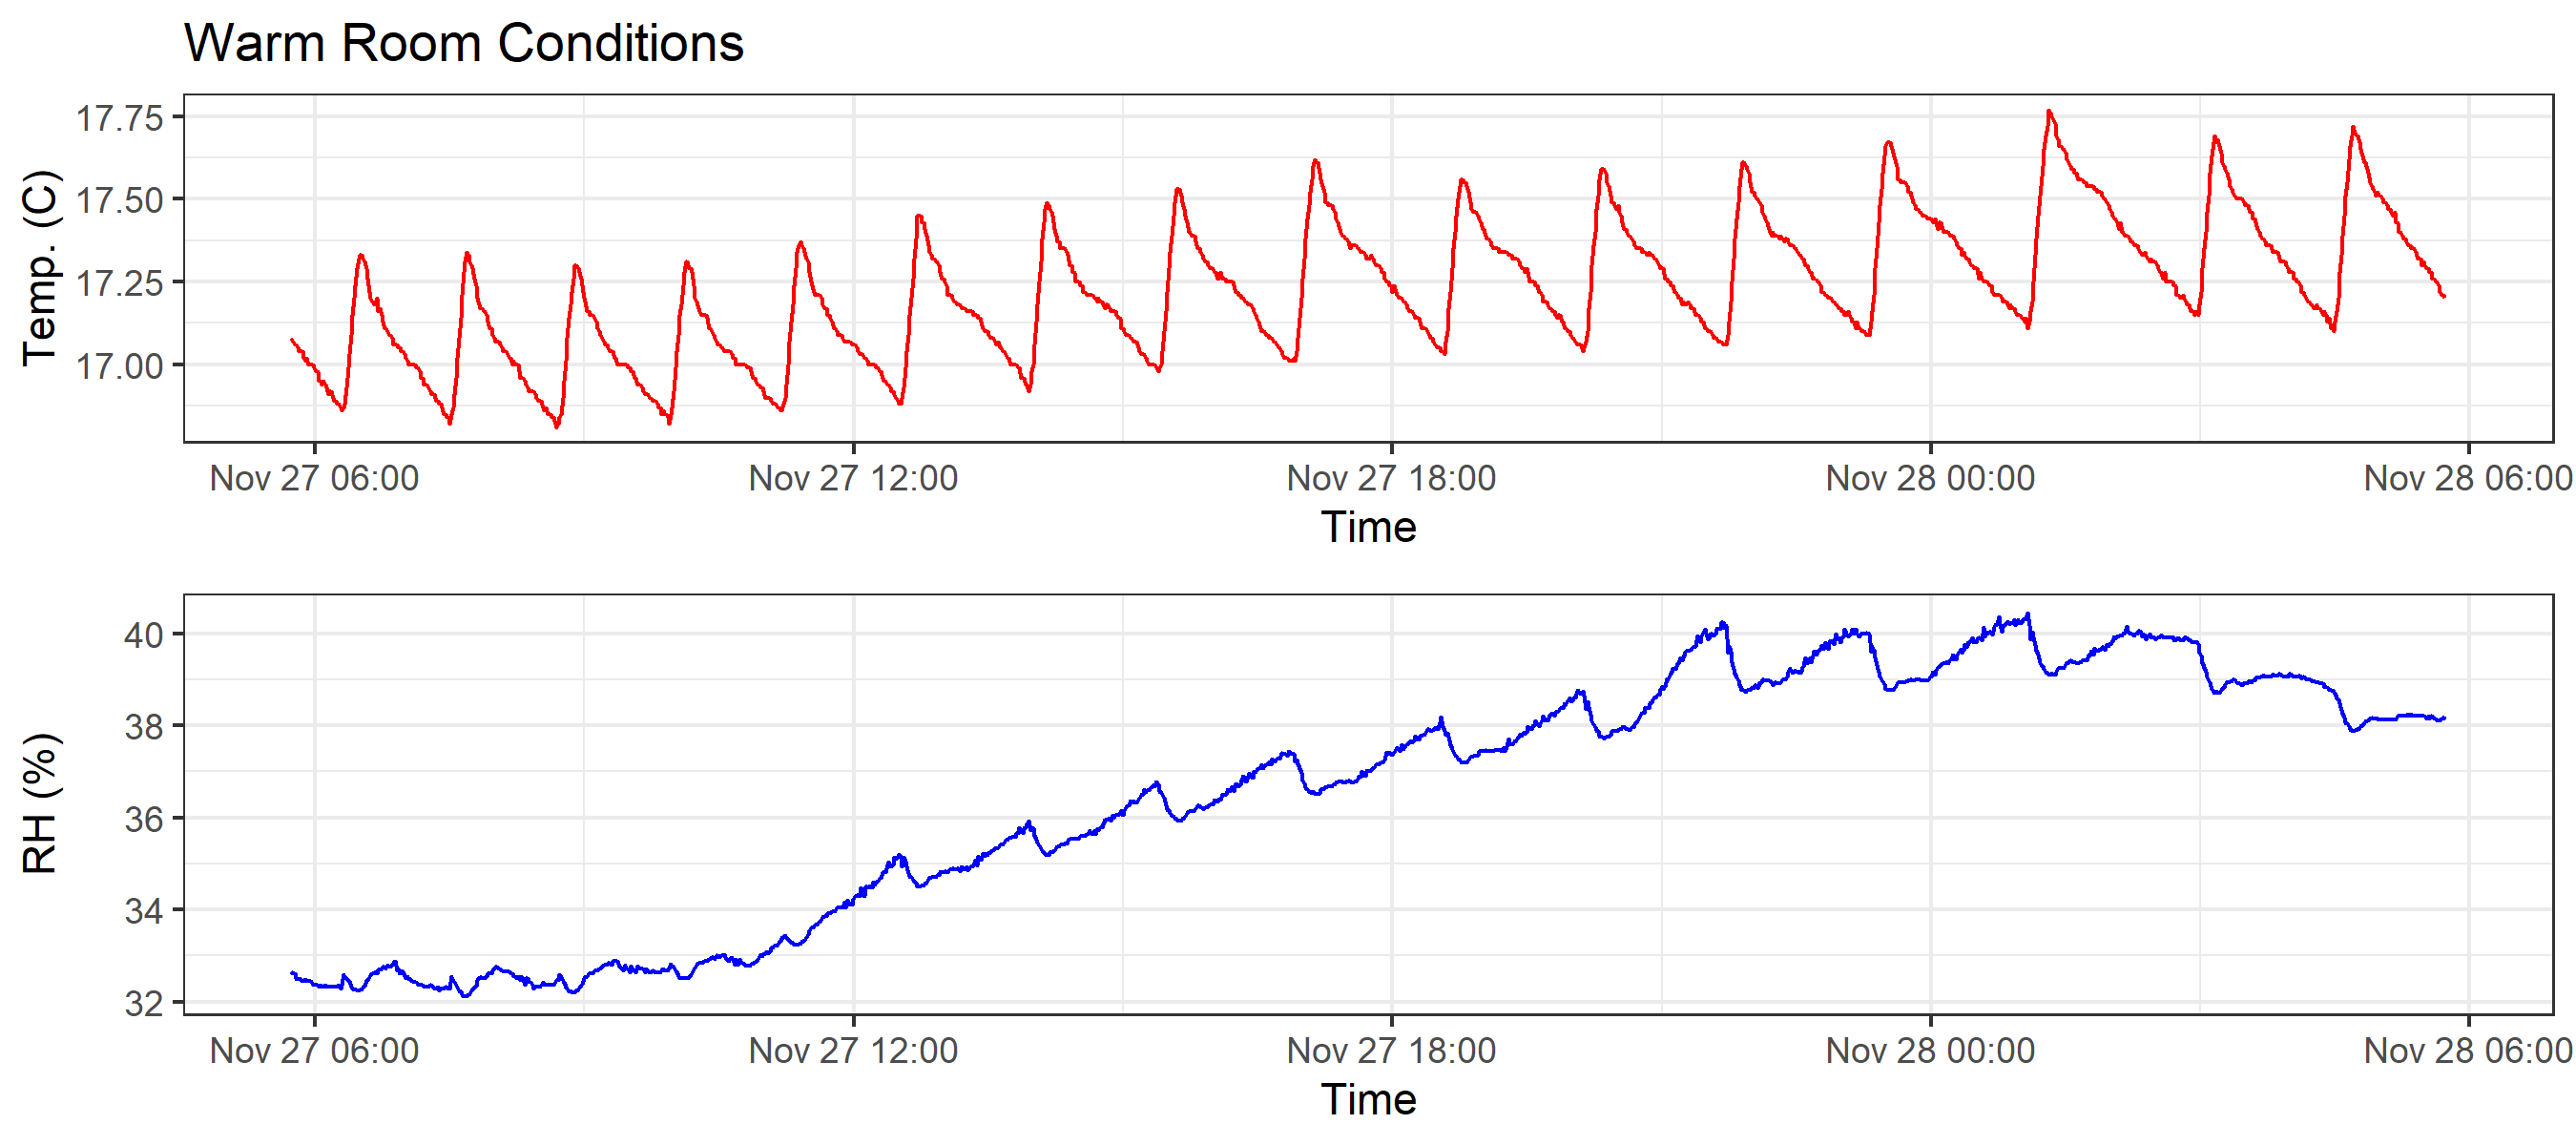 Warm Room Conditions
Temp. (C)
17.75
17.50
17.25
17.00
Nov 27 06:00 Nov 27 12:00 Nov 27 18:00 Nov 28 00:00 Nov 28 06:00
Time
RH (%)
40
38
36
34
32
Nov 27 06:00 Nov 27 12:00 Nov 27 18:00 Nov 28 00:00 Nov 28 06:00
Time